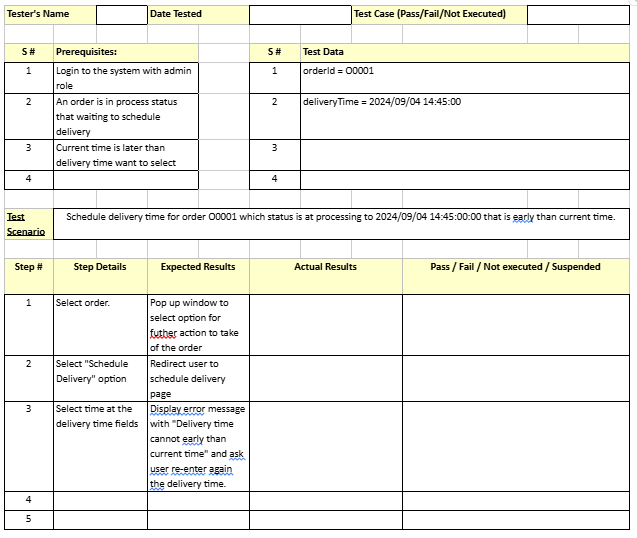 Tester's Name Date Tested Test Case (Pass/Fail/Not Executed)
S # Prerequisites: S # Test Data
1 Login to the system with admin 1 orderId = O0001
role
2 An order is in process status 2 deliveryTime = 2024/09/04 14:45:00
that waiting to schedule
delivery
3 Current time is later than 3
delivery time want to select
4 4
Test Schedule delivery time for order O0001 which status is at processing to 2024/09/04 14:45:00:00 that is early than current time.
Scenario
Step # Step Details Expected Results Actual Results Pass / Fail / Not executed / Suspended
1 Select order. Pop up window to
select option for
futher action to take
of the order
2 Select "Schedule Redirect user to
Delivery" option schedule delivery
page
3 Select time at the Display error message
delivery time fields with "Delivery time
cannot early than
current time" and ask
user re-enter again
the delivery time.
4
5